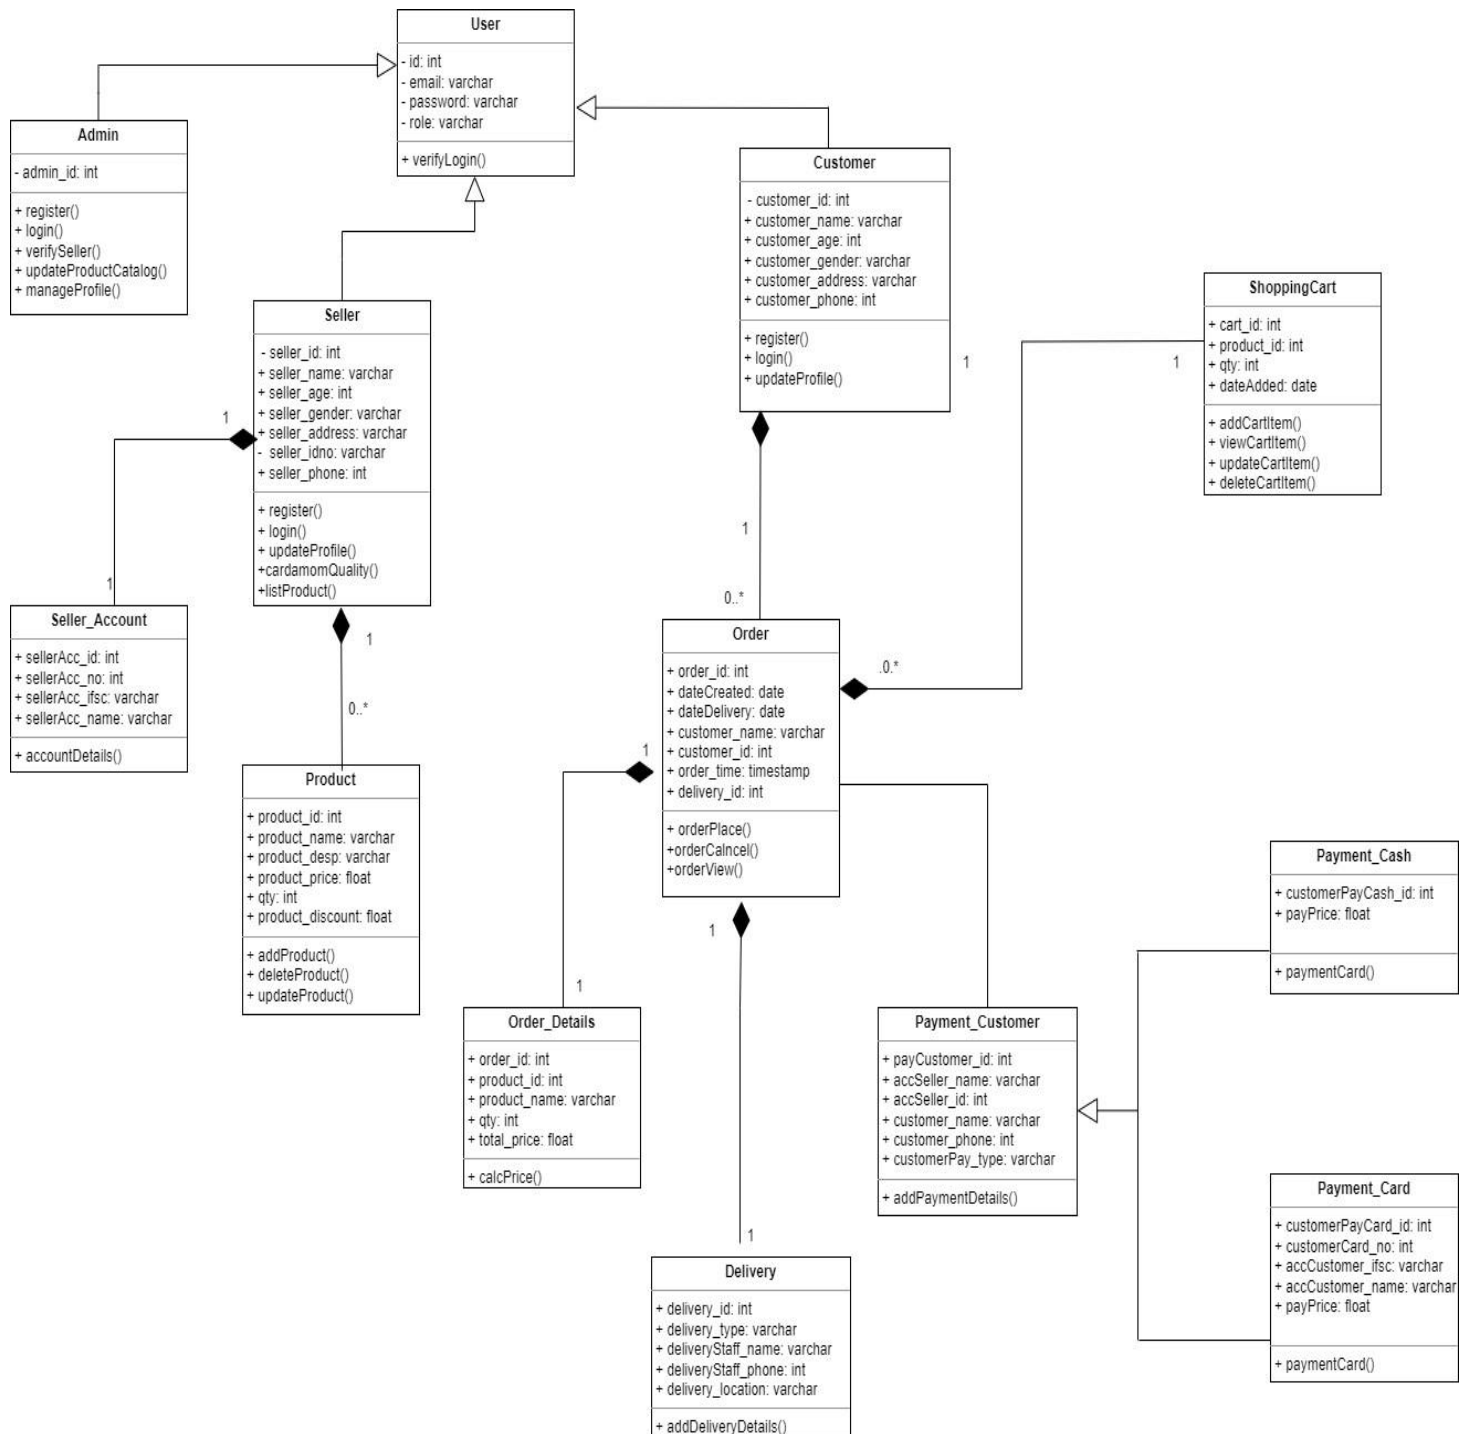 User
- id: int
- email: varchar
- password: varchar
- role: varchar
+ verifyLogin()
Admin
- admin_id: int
+ register()
+ login()
+ verifySeller()
+ updateProductCatalog()
+ manageProfile()
Customer
- customer_id: int
+ customer_name: varchar
+ customer_age: int
+ customer_gender: varchar
+ customer_address: varchar
+ customer_phone: int
+ register()
+ login()
+ updateProfile()
1
1
ShoppingCart
+ cart_id: int
+ product_id: int
+ qty: int
+ dateAdded: date
+ addCartItem()
+ viewCartItem()
+ updateCartItem()
+ deleteCartItem()
Seller
- seller_id: int
+ seller_name: varchar
+ seller_age: int
+ seller_gender: varchar
+ seller_address: varchar
- seller_idno: varchar
+ seller_phone: int
+ register()
+ login()
+ updateProfile()
+cardamomQuality()
+listProduct()
1
1
1
0..*
1
0..*
Seller_Account
+ sellerAcc_id: int
+ sellerAcc_no: int
+ sellerAcc_ifsc: varchar
+ sellerAcc_name: varchar
+ accountDetails()
Order
+ order_id: int
+ dateCreated: date
+ dateDelivery: date
+ customer_name: varchar
+ customer_id: int
+ order_time: timestamp
+ delivery_id: int
+ orderPlace()
+orderCalncel()
+orderView()
.0.*
1
1
1
1
Product
+ product_id: int
+ product_name: varchar
+ product_desp: varchar
+ product_price: float
+ qty: int
+ product_discount: float
+ addProduct()
+ deleteProduct()
+ updateProduct()
Payment_Cash
+ customerPayCash_id: int
+ payPrice: float
+ paymentCard()
Order_Details
+ order_id: int
+ product_id: int
+ product_name: varchar
+ qty: int
+ total_price: float
+ calcPrice()
Payment_Customer
+ payCustomer_id: int
+ accSeller_name: varchar
+ accSeller_id: int
+ customer_name: varchar
+ customer_phone: int
+ customerPay_type: varchar
+ addPaymentDetails()
Payment_Card
+ customerPayCard_id: int
+ customerCard_no: int
+ accCustomer_ifsc: varchar
+ accCustomer_name: varchar
+ payPrice: float
+ paymentCard()
Delivery
+ delivery_id: int
+ delivery_type: varchar
+ deliveryStaff_name: varchar
+ deliveryStaff_phone: int
+ delivery_location: varchar
+ addDeliveryDetails()